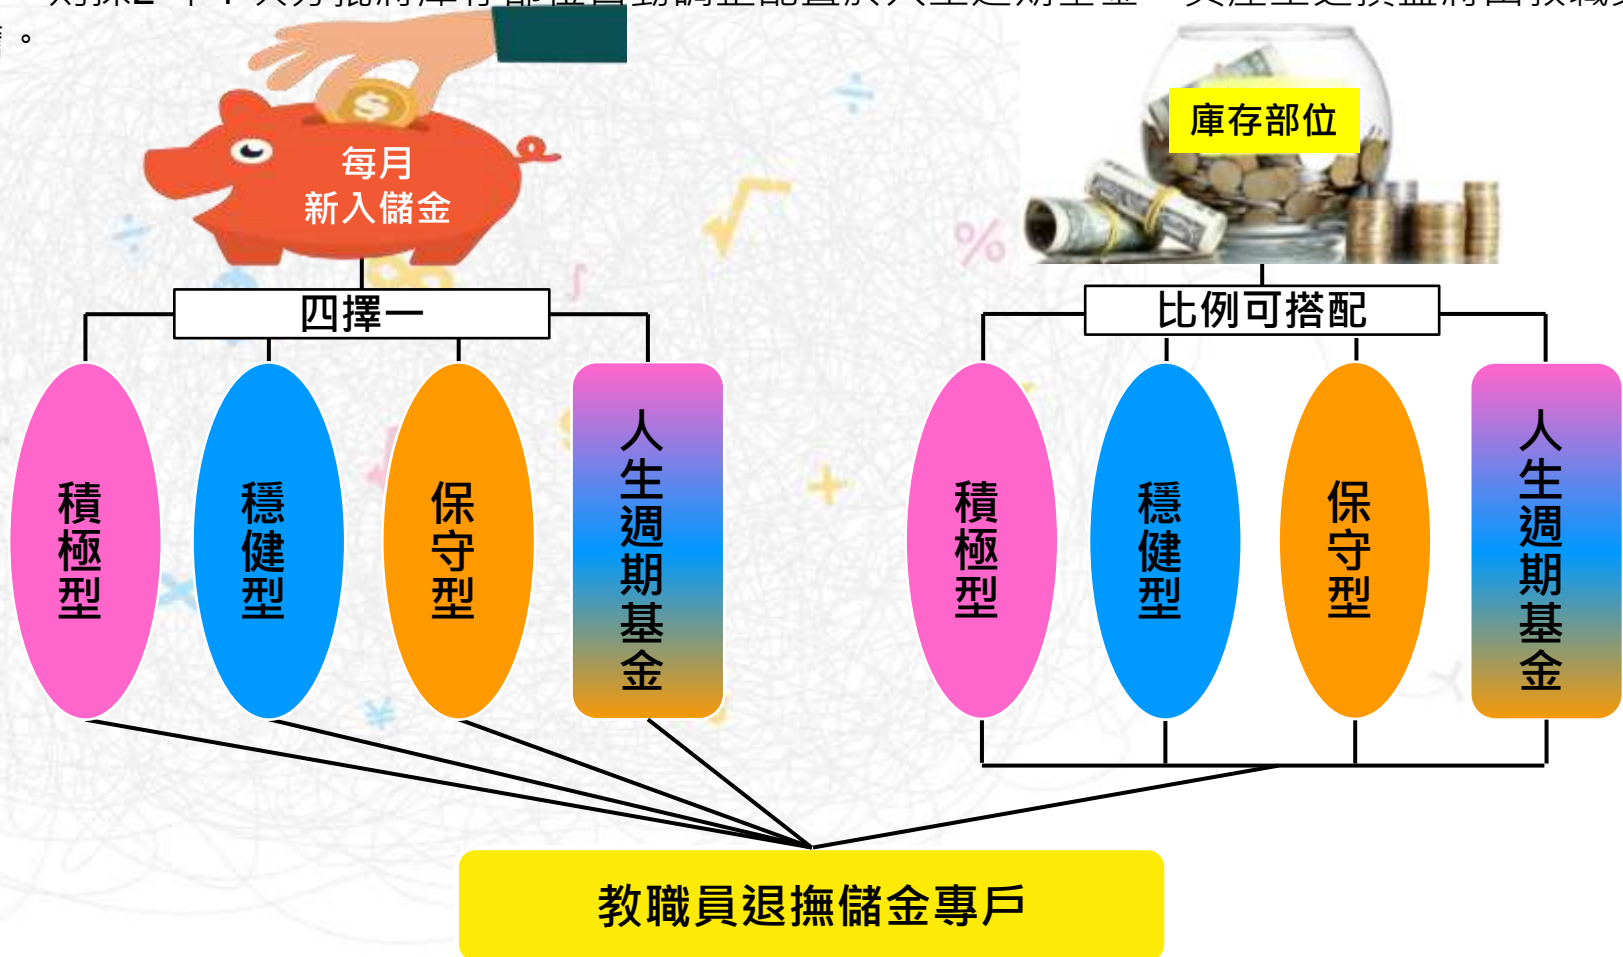 。
每月
新入儲金
庫存部位
四擇一
比例可搭配
積極型
穩健型
保守型
人生週期基金
積極型
穩健型
保守型
人生週期基金
教職員退撫儲金專戶